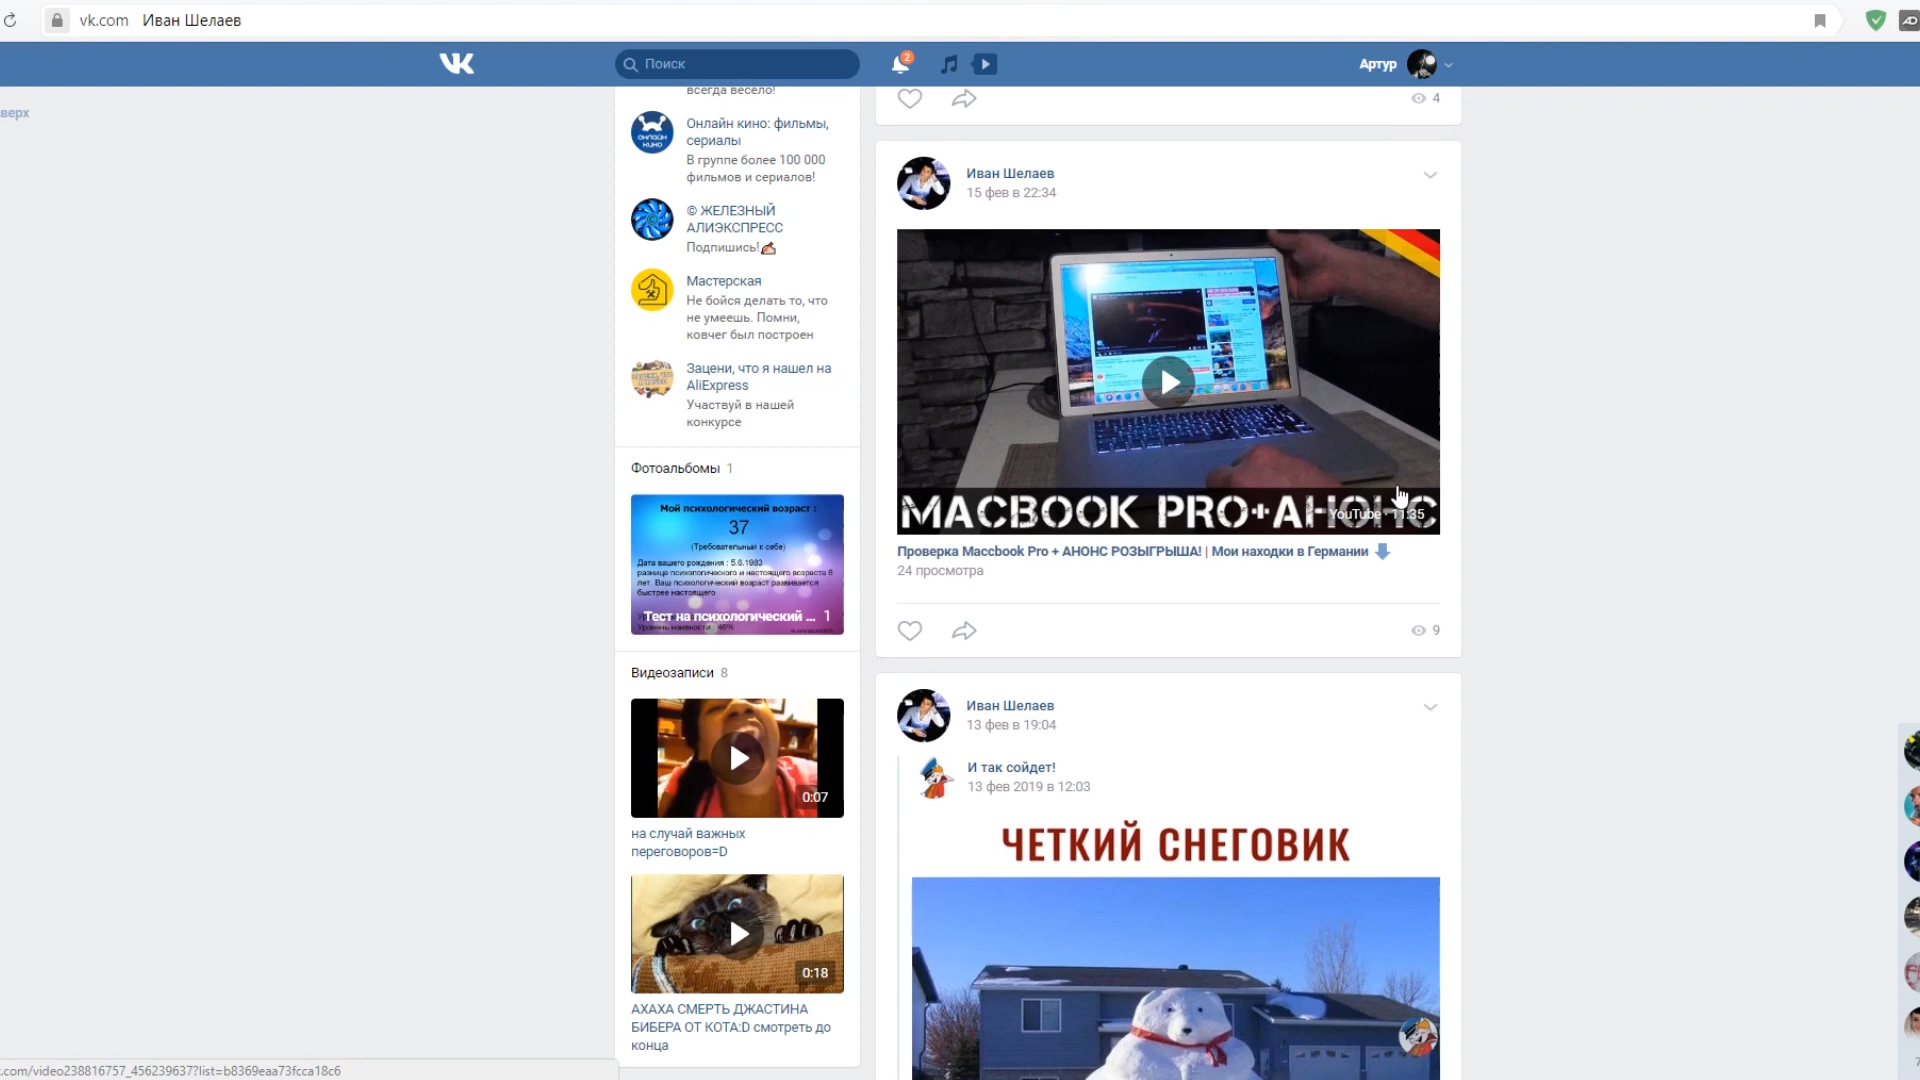 vk.com Иван Шелаев
Поиск
2
Артур
верх
всегда весело!
Онлайн кино: фильмы,
сериалы
В группе более 100 000
фильмов и сериалов!
ОНЛАЙН
КИНО
© ЖЕЛЕЗНЫЙ
АЛИЭКСПРЕСС
Подпишись!
Мастерская
Не бойся делать то, что
не умеешь. Помни,
ковчег был построен
Зацени, что я нашел на
AliExpress
Участвуй в нашей
конкурсе
Фотоальбомы 1
Мой психологический возраст :
37
(Требовательный к себе)
Дата вашего рождения : 5.6.1983
разница психологического и настоящего возраста 6
лет. Ваш психологический возраст развивается
быстрее настоящего
Тест на психологический ... 1
Видеозаписи 8
0:07
на случай важных
переговоров=D
0:18
АХАХА СМЕРТЬ ДЖАСТИНА
БИБЕРА ОТ КОТА:D смотреть до
конца
4
Иван Шелаев
15 фев в 22:34
MACBOOK PRO+АНОНС
YouTube · 11:35
Проверка Maccbook Pro + АНОНС РОЗЫГРЫША! | Мои находки в Германии
24 просмотра
9
Иван Шелаев
13 фев в 19:04
И так сойдет!
13 фев 2019 в 12:03
ЧЕТКИЙ СНЕГОВИК
.com/video238816757_456239637?list=b8369eaa73fcca18c6